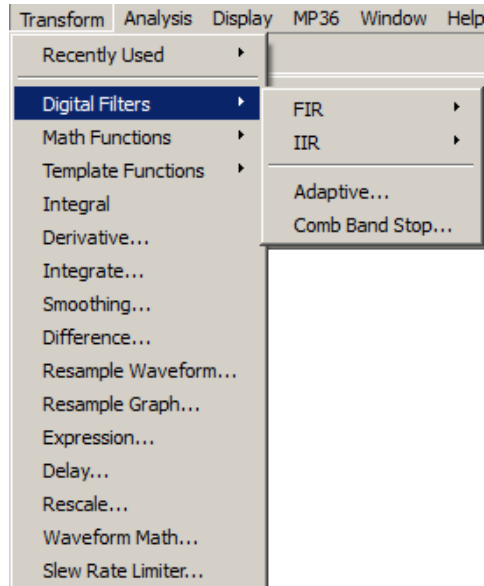 Transform Analysis Display MP36 Window Help
Recently Used
Digital Filters
Math Functions
Template Functions
Integral
Derivative...
Integrate...
Smoothing...
Difference...
Resample Waveform...
Resample Graph...
Expression...
Delay...
Rescale...
Waveform Math...
Slew Rate Limiter...
FIR
IIR
Adaptive...
Comb Band Stop...